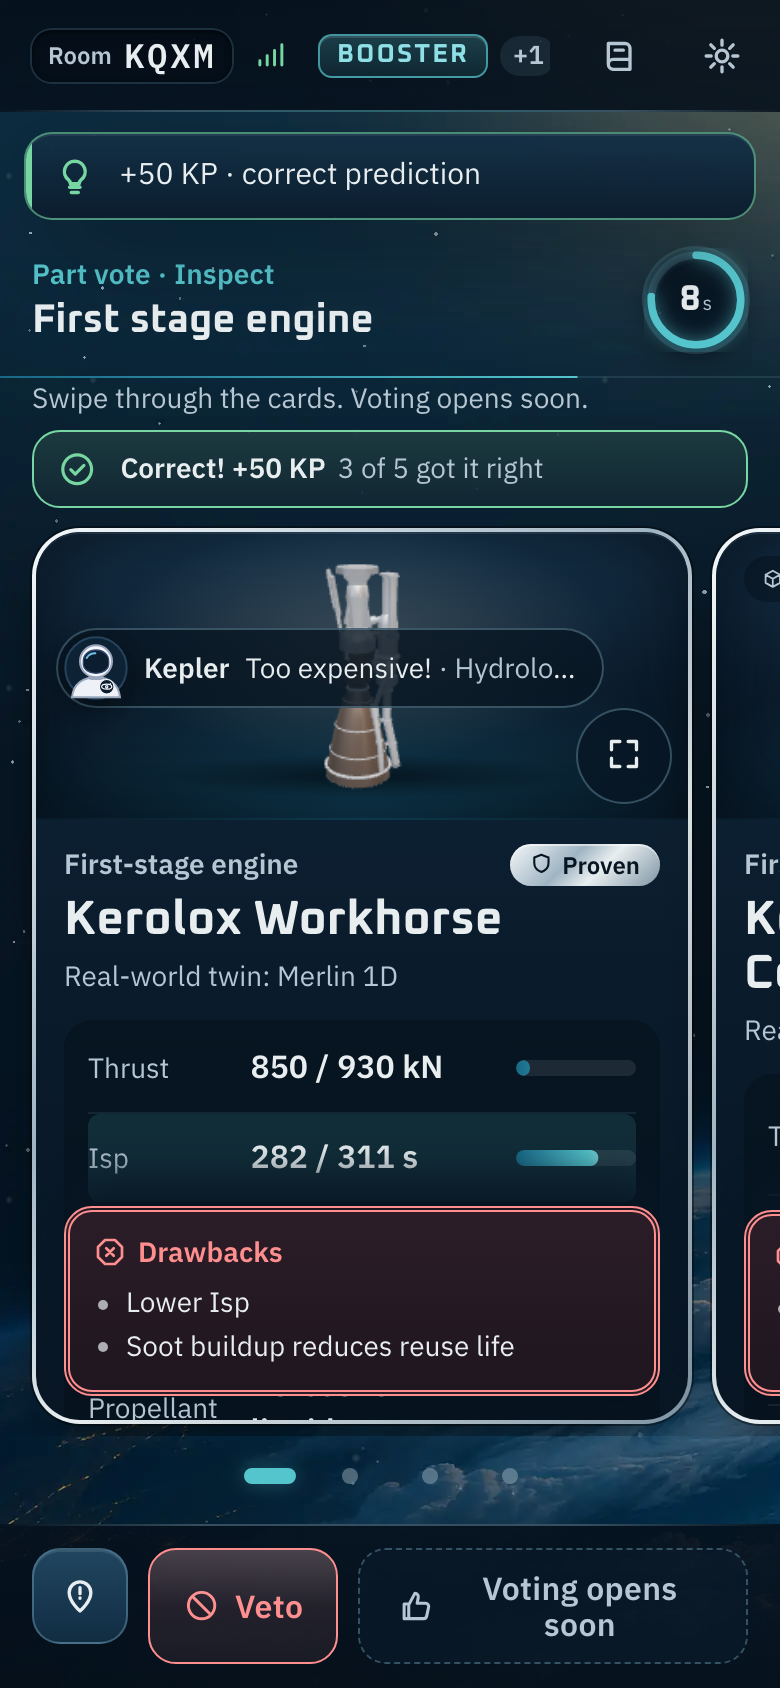 Room KQXM
BOOSTER
+1
+50 KP · correct prediction
Part vote · Inspect
First stage engine
8 s
Swipe through the cards. Voting opens soon.
Correct! +50 KP 3 of 5 got it right
Kepler Too expensive! · Hydrolo...
First-stage engine
Proven
Kerolox Workhorse
Real-world twin: Merlin 1D
Thrust 850 / 930 kN
Isp 282 / 311 s
Drawbacks
Lower Isp
Soot buildup reduces reuse life
Propellant
Veto
Voting opens
soon